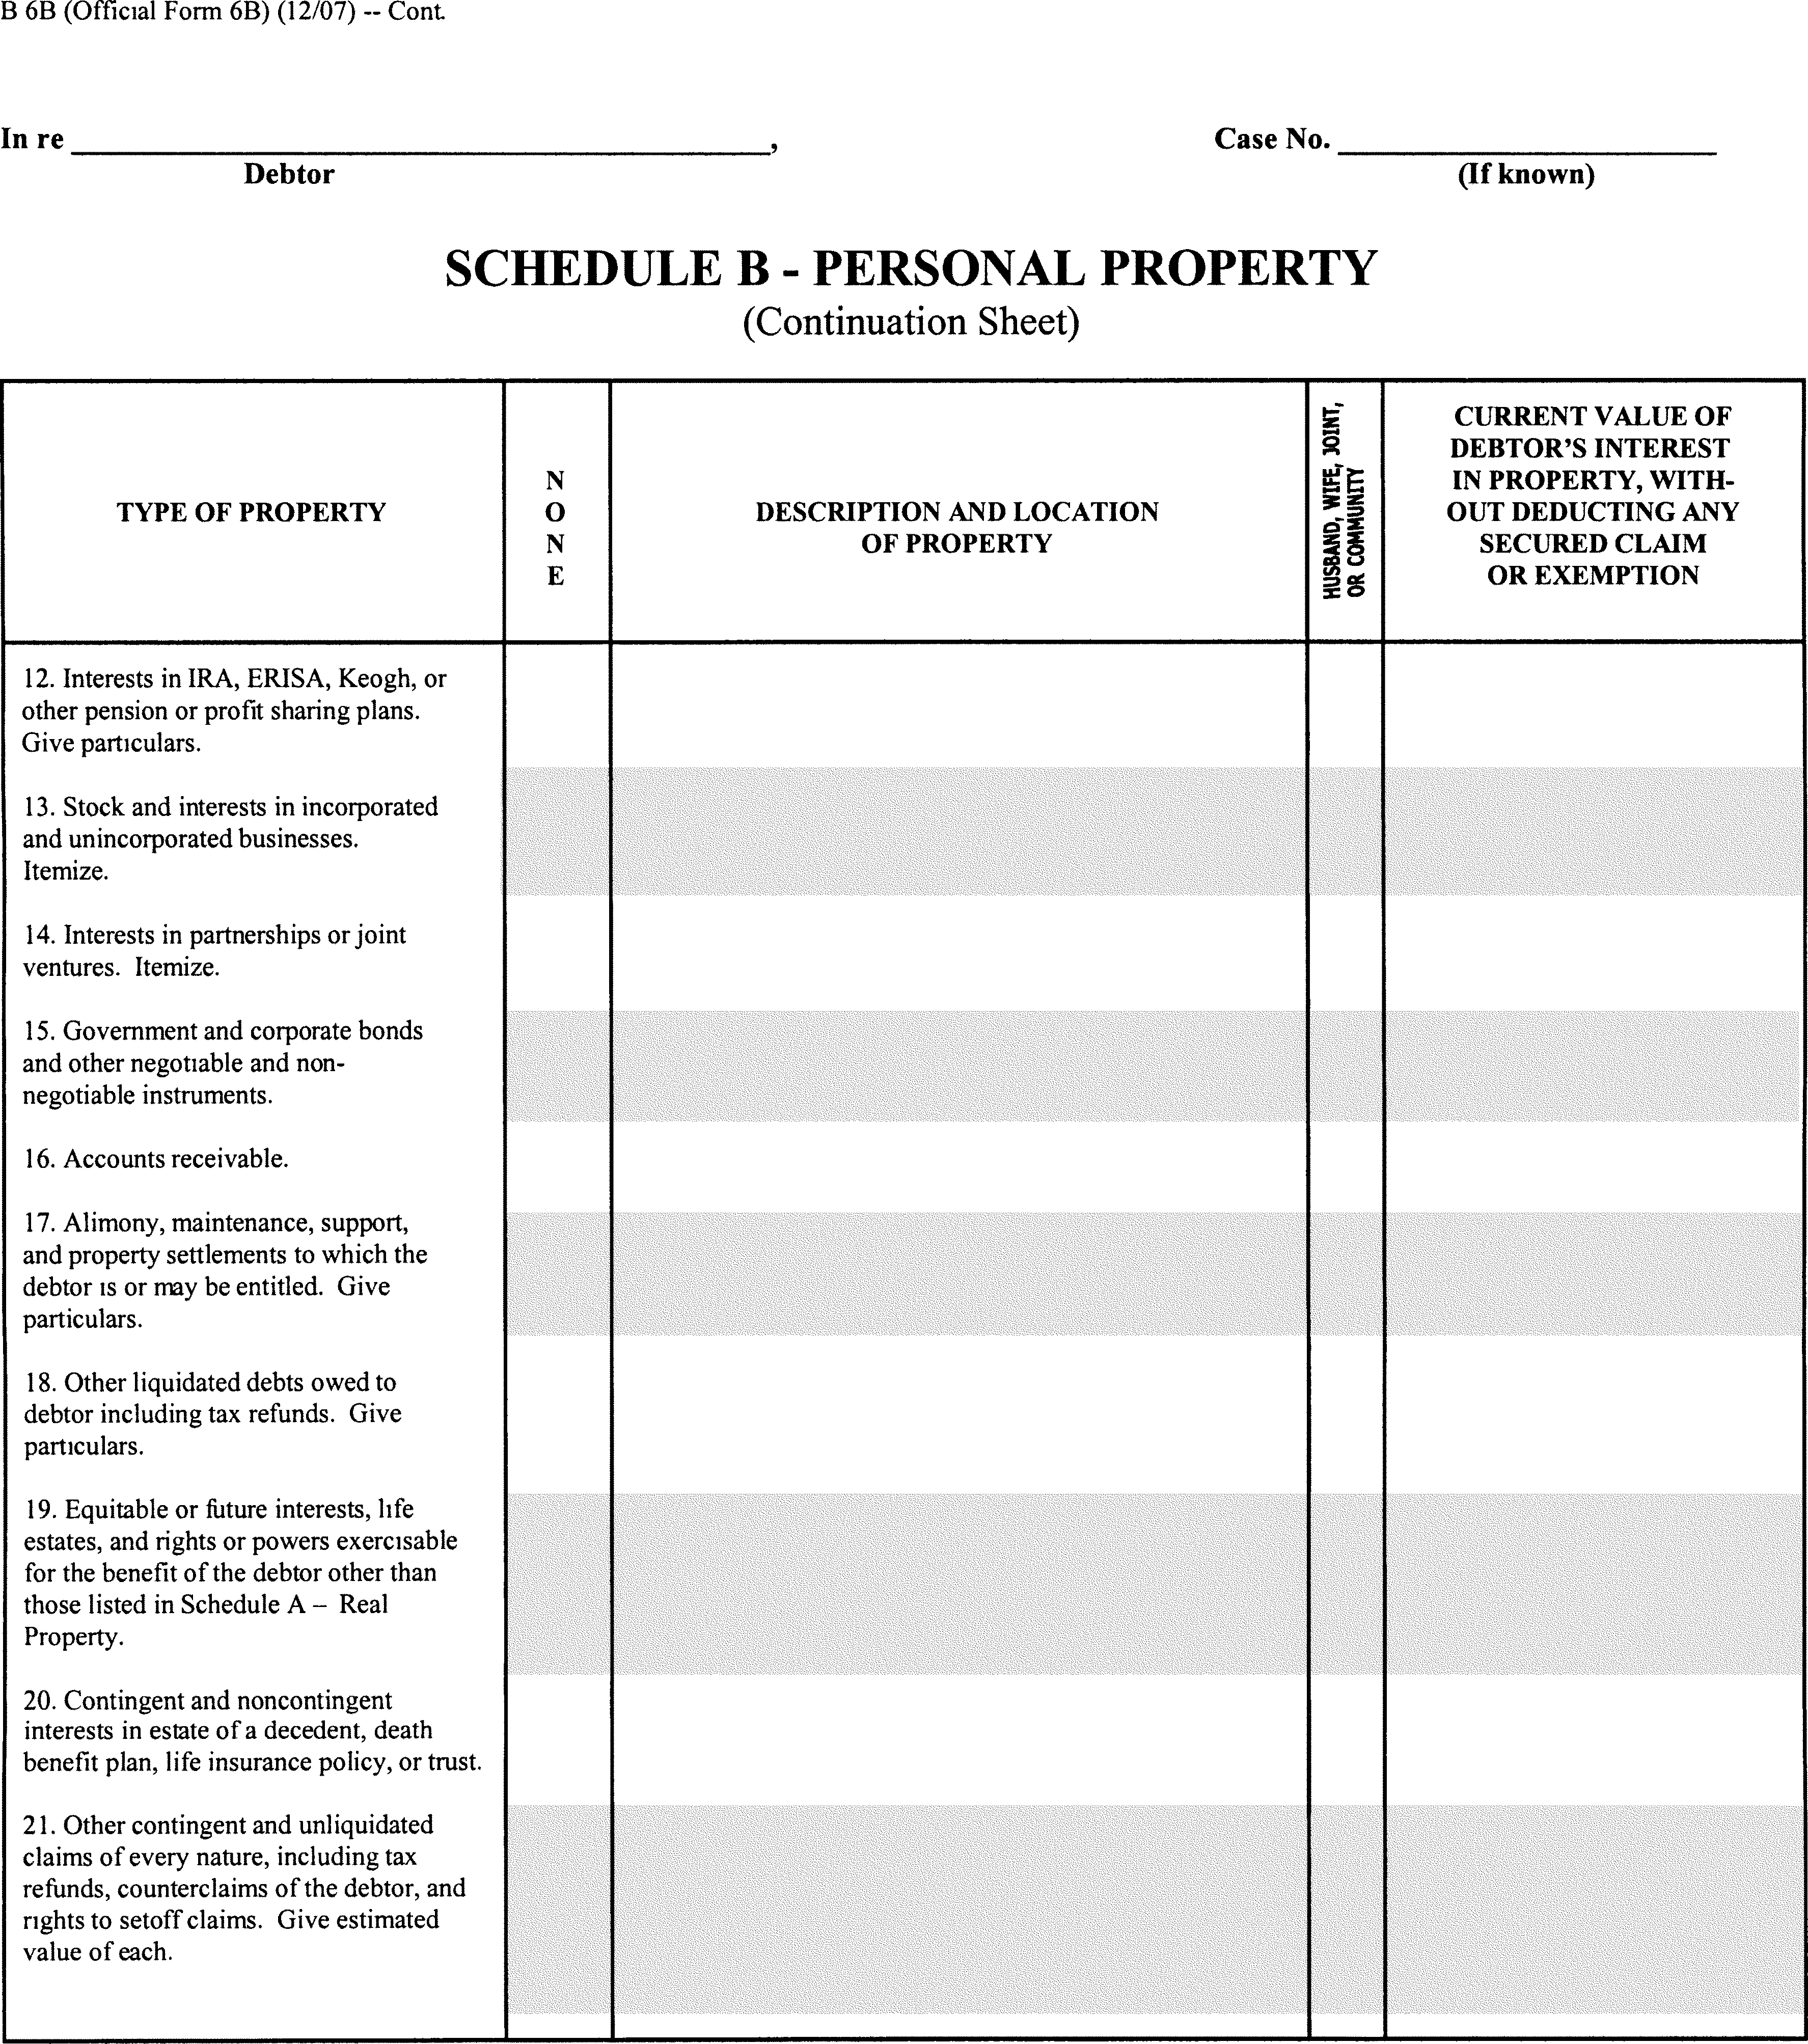 B 6B (Official Form 6B) (12/07) -- Cont.
In re ____________________, Case No. ____________________
Debtor (If known)
SCHEDULE B - PERSONAL PROPERTY
(Continuation Sheet)
TYPE OF PROPERTY
N
O
N
E
DESCRIPTION AND LOCATION
OF PROPERTY
HUSBAND, WIFE, JOINT,
OR COMMUNITY
CURRENT VALUE OF
DEBTOR'S INTEREST
IN PROPERTY, WITH-
OUT DEDUCTING ANY
SECURED CLAIM
OR EXEMPTION
12. Interests in IRA, ERISA, Keogh, or
other pension or profit sharing plans.
Give particulars.
13. Stock and interests in incorporated
and unincorporated businesses.
Itemize.
14. Interests in partnerships or joint
ventures. Itemize.
15. Government and corporate bonds
and other negotiable and non-
negotiable instruments.
16. Accounts receivable.
17. Alimony, maintenance, support,
and property settlements to which the
debtor is or may be entitled. Give
particulars.
18. Other liquidated debts owed to
debtor including tax refunds. Give
particulars.
19. Equitable or future interests, life
estates, and rights or powers exercisable
for the benefit of the debtor other than
those listed in Schedule A – Real
Property.
20. Contingent and noncontingent
interests in estate of a decedent, death
benefit plan, life insurance policy, or trust.
21. Other contingent and unliquidated
claims of every nature, including tax
refunds, counterclaims of the debtor, and
rights to setoff claims. Give estimated
value of each.